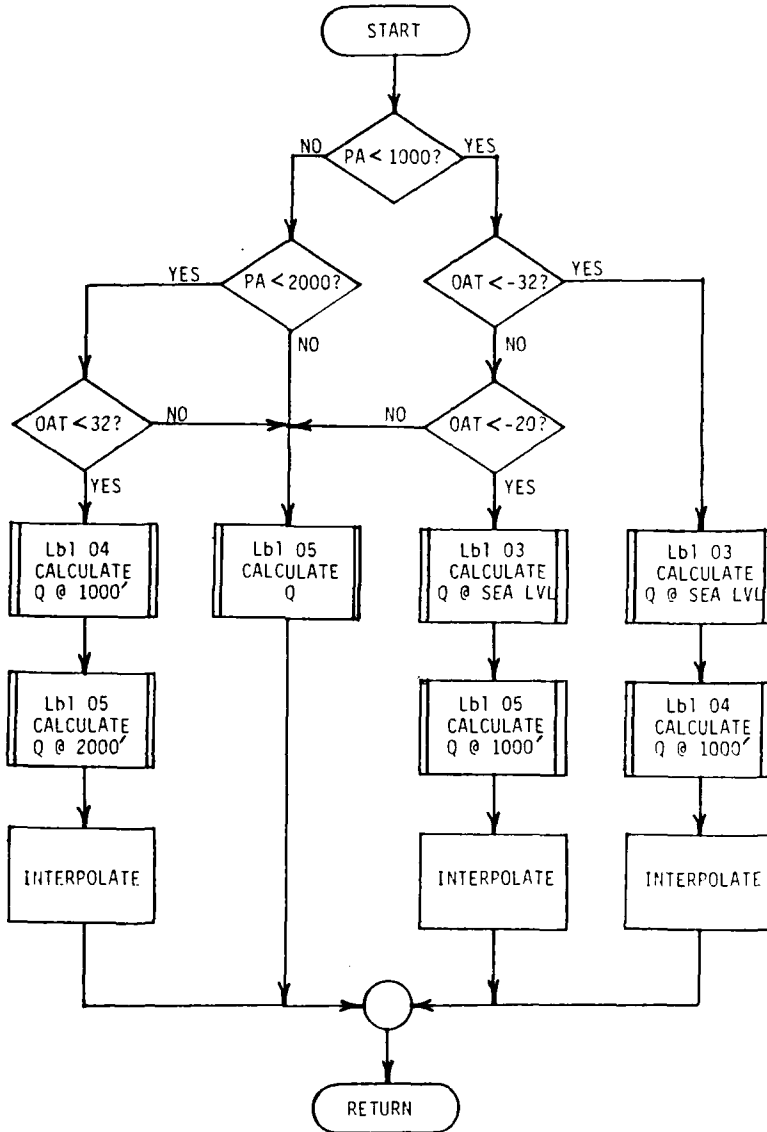 START
NO
PA < 1000?
YES
YES
PA < 2000?
OAT < -32?
YES
NO
NO
OAT < 32?
NO
NO
OAT < -20?
YES
YES
Lbl 04
CALCULATE
Q @ 1000'
Lbl 05
CALCULATE
Q
Lbl 03
CALCULATE
Q @ SEA LVL
Lbl 03
CALCULATE
Q @ SEA LVL
Lbl 05
CALCULATE
Q @ 2000'
Lbl 05
CALCULATE
Q @ 1000'
Lbl 04
CALCULATE
Q @ 1000'
INTERPOLATE
INTERPOLATE
INTERPOLATE
RETURN